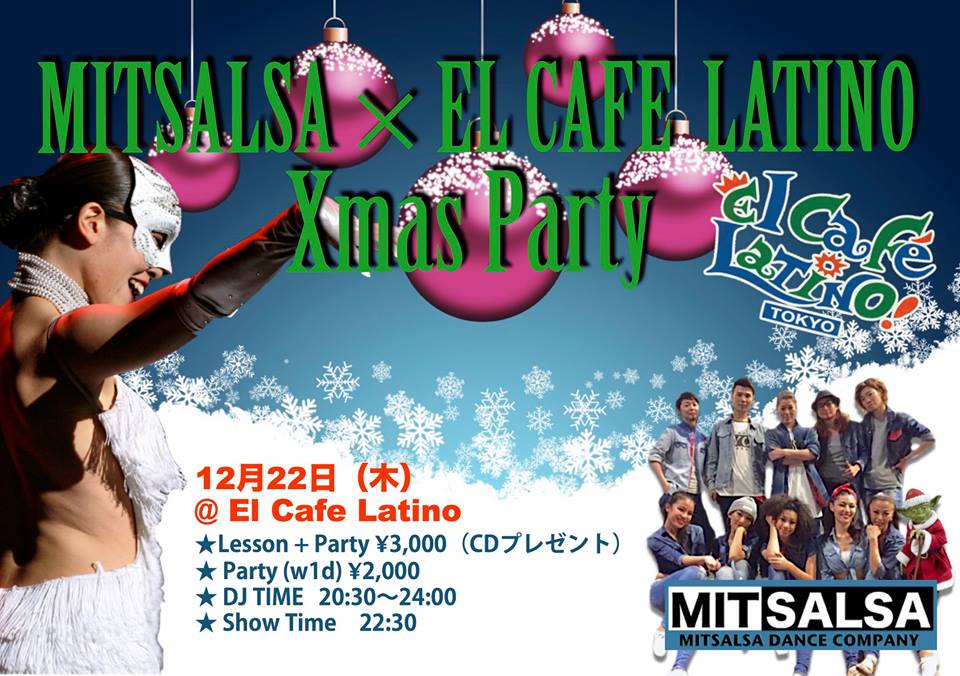 MITSALSA × EL CAFE LATINO
Xmas Party
El Café
Latino!
TOKYO
12月22日（木）
@ El Cafe Latino
★Lesson + Party ¥3,000（CDプレゼント）
★ Party (w1d) ¥2,000
★ DJ TIME 20:30～24:00
★ Show Time 22:30
MITSALSA
MITSALSA DANCE COMPANY